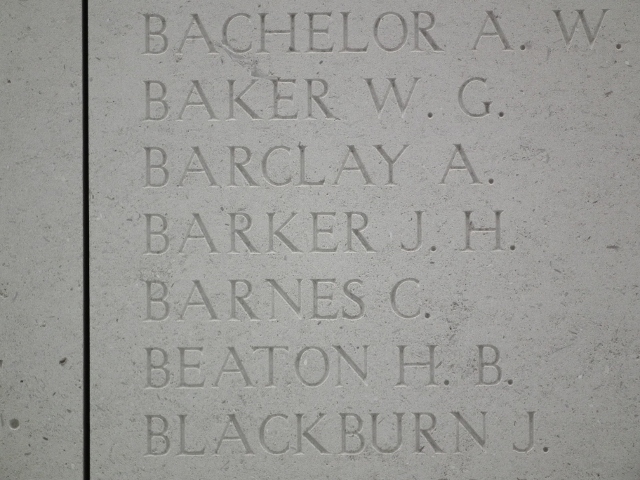 BACHELOR A. W.
BAKER W. G.
BARCLAY A.
BARKER J. H.
BARNES C.
BEATON H. B.
BLACKBURN J.